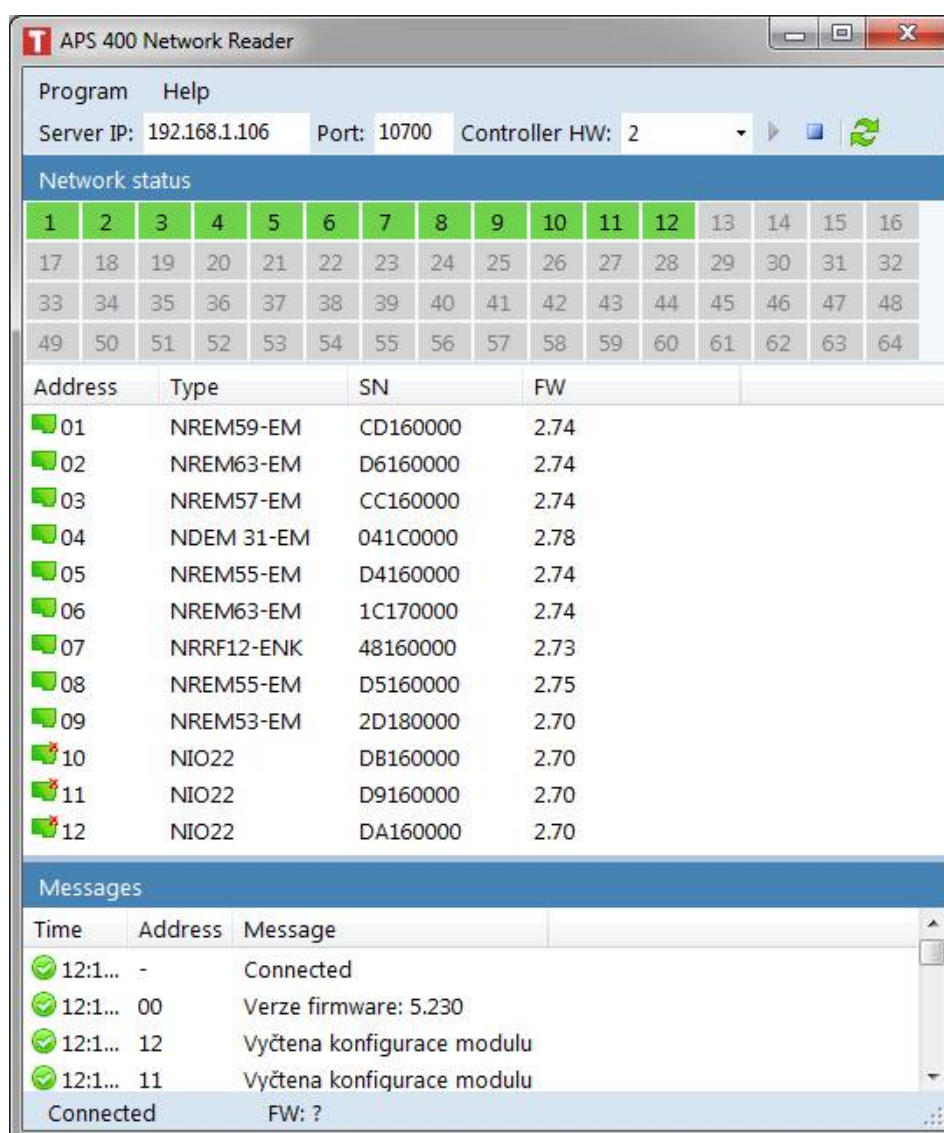 APS 400 Network Reader
Program Help
Server IP: 192.168.1.106 Port: 10700 Controller HW: 2
Network status
1 2 3 4 5 6 7 8 9 10 11 12 13 14 15 16
17 18 19 20 21 22 23 24 25 26 27 28 29 30 31 32
33 34 35 36 37 38 39 40 41 42 43 44 45 46 47 48
49 50 51 52 53 54 55 56 57 58 59 60 61 62 63 64
Address Type SN FW
01 NREM59-EM CD160000 2.74
02 NREM63-EM D6160000 2.74
03 NREM57-EM CC160000 2.74
04 NDEM 31-EM 041C0000 2.78
05 NREM55-EM D4160000 2.74
06 NREM63-EM 1C170000 2.74
07 NRRF12-ENK 48160000 2.73
08 NREM55-EM D5160000 2.75
09 NREM53-EM 2D180000 2.70
10 NIO22 DB160000 2.70
11 NIO22 D9160000 2.70
12 NIO22 DA160000 2.70
Messages
Time Address Message
12:1... - Connected
12:1... 00 Verze firmware: 5.230
12:1... 12 Vyčtena konfigurace modulu
12:1... 11 Vyčtena konfigurace modulu
Connected FW: ?